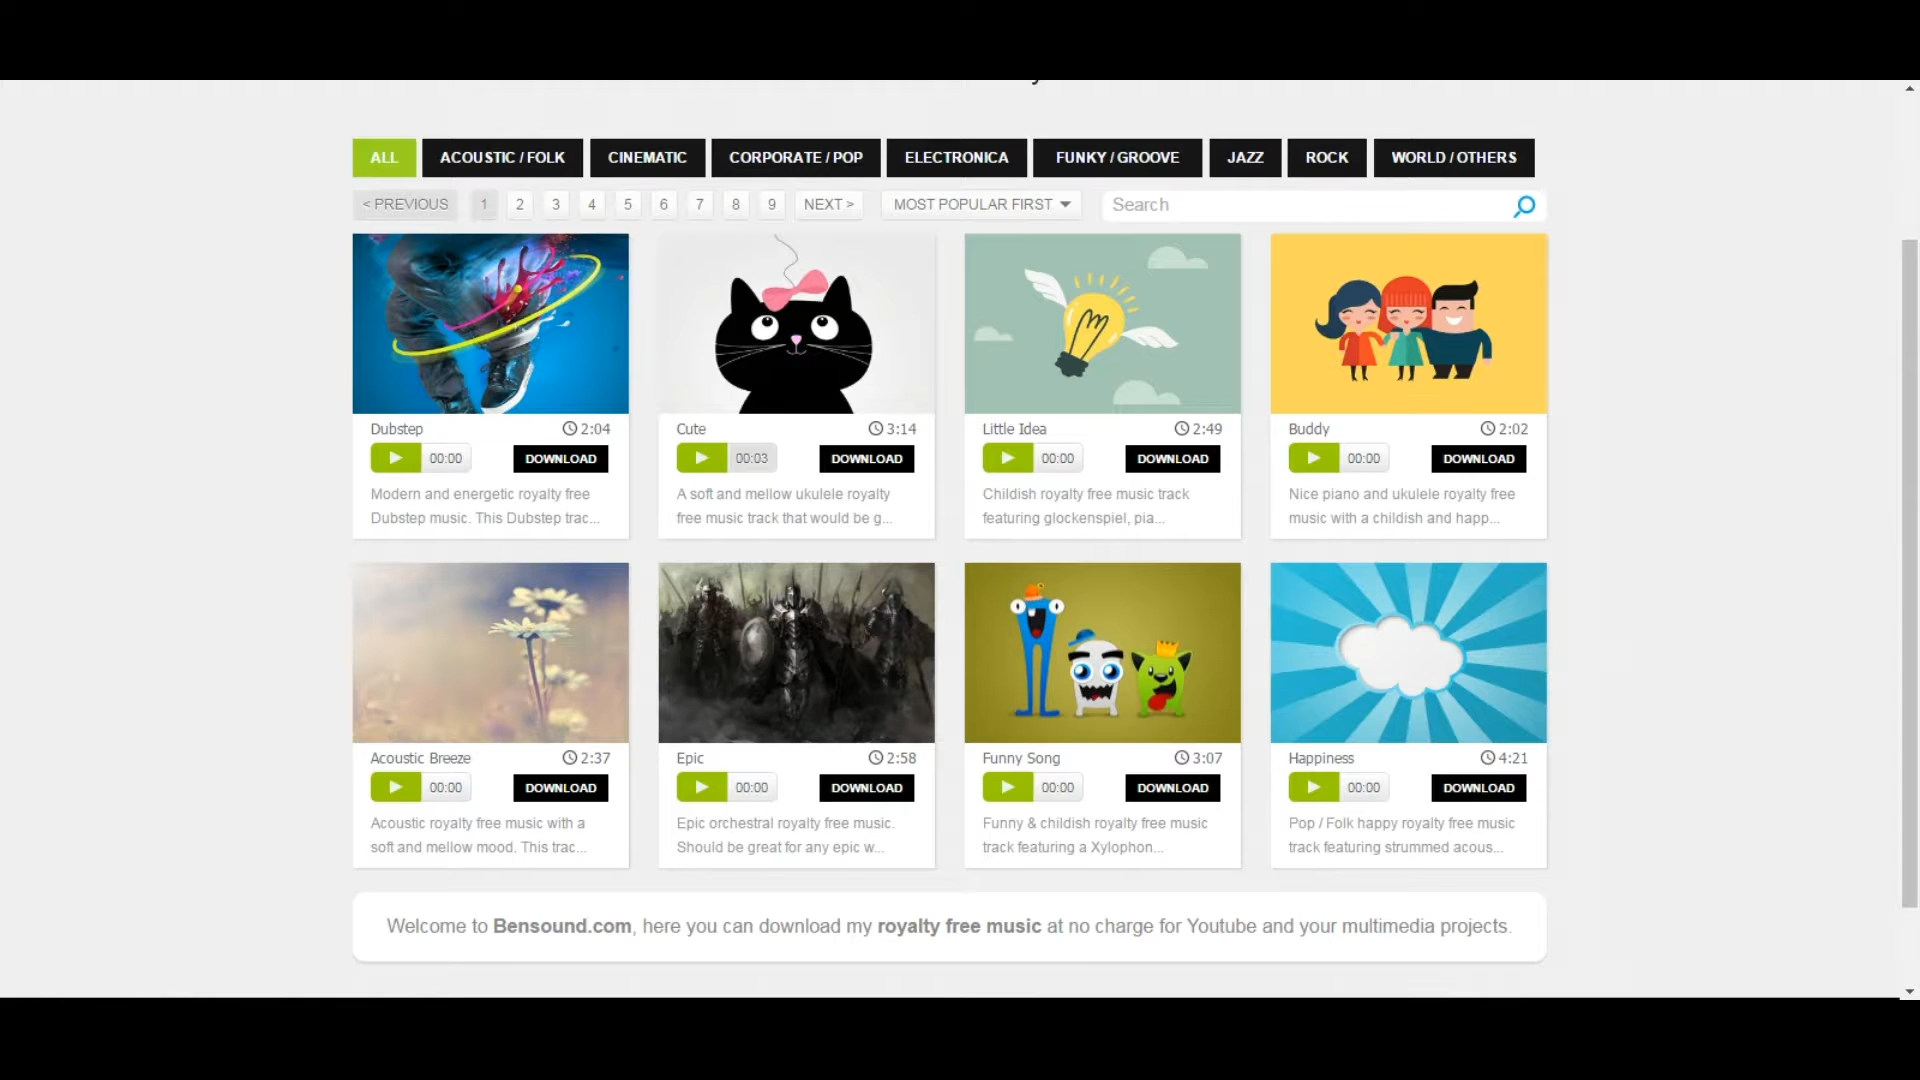 ALL ACOUSTIC / FOLK CINEMATIC CORPORATE / POP ELECTRONICA FUNKY / GROOVE JAZZ ROCK WORLD / OTHERS
< PREVIOUS 1 2 3 4 5 6 7 8 9 NEXT > MOST POPULAR FIRST Search
Dubstep 2:04
00:00 DOWNLOAD
Modern and energetic royalty free
Dubstep music. This Dubstep trac...
Cute 3:14
00:03 DOWNLOAD
A soft and mellow ukulele royalty
free music track that would be g...
Little Idea 2:49
00:00 DOWNLOAD
Childish royalty free music track
featuring glockenspiel, pia...
Buddy 2:02
00:00 DOWNLOAD
Nice piano and ukulele royalty free
music with a childish and happ...
Acoustic Breeze 2:37
00:00 DOWNLOAD
Acoustic royalty free music with a
soft and mellow mood. This trac...
Epic 2:58
00:00 DOWNLOAD
Epic orchestral royalty free music.
Should be great for any epic w...
Funny Song 3:07
00:00 DOWNLOAD
Funny & childish royalty free music
track featuring a Xylophon...
Happiness 4:21
00:00 DOWNLOAD
Pop / Folk happy royalty free music
track featuring strummed acous...
Welcome to Bensound.com, here you can download my royalty free music at no charge for Youtube and your multimedia projects.